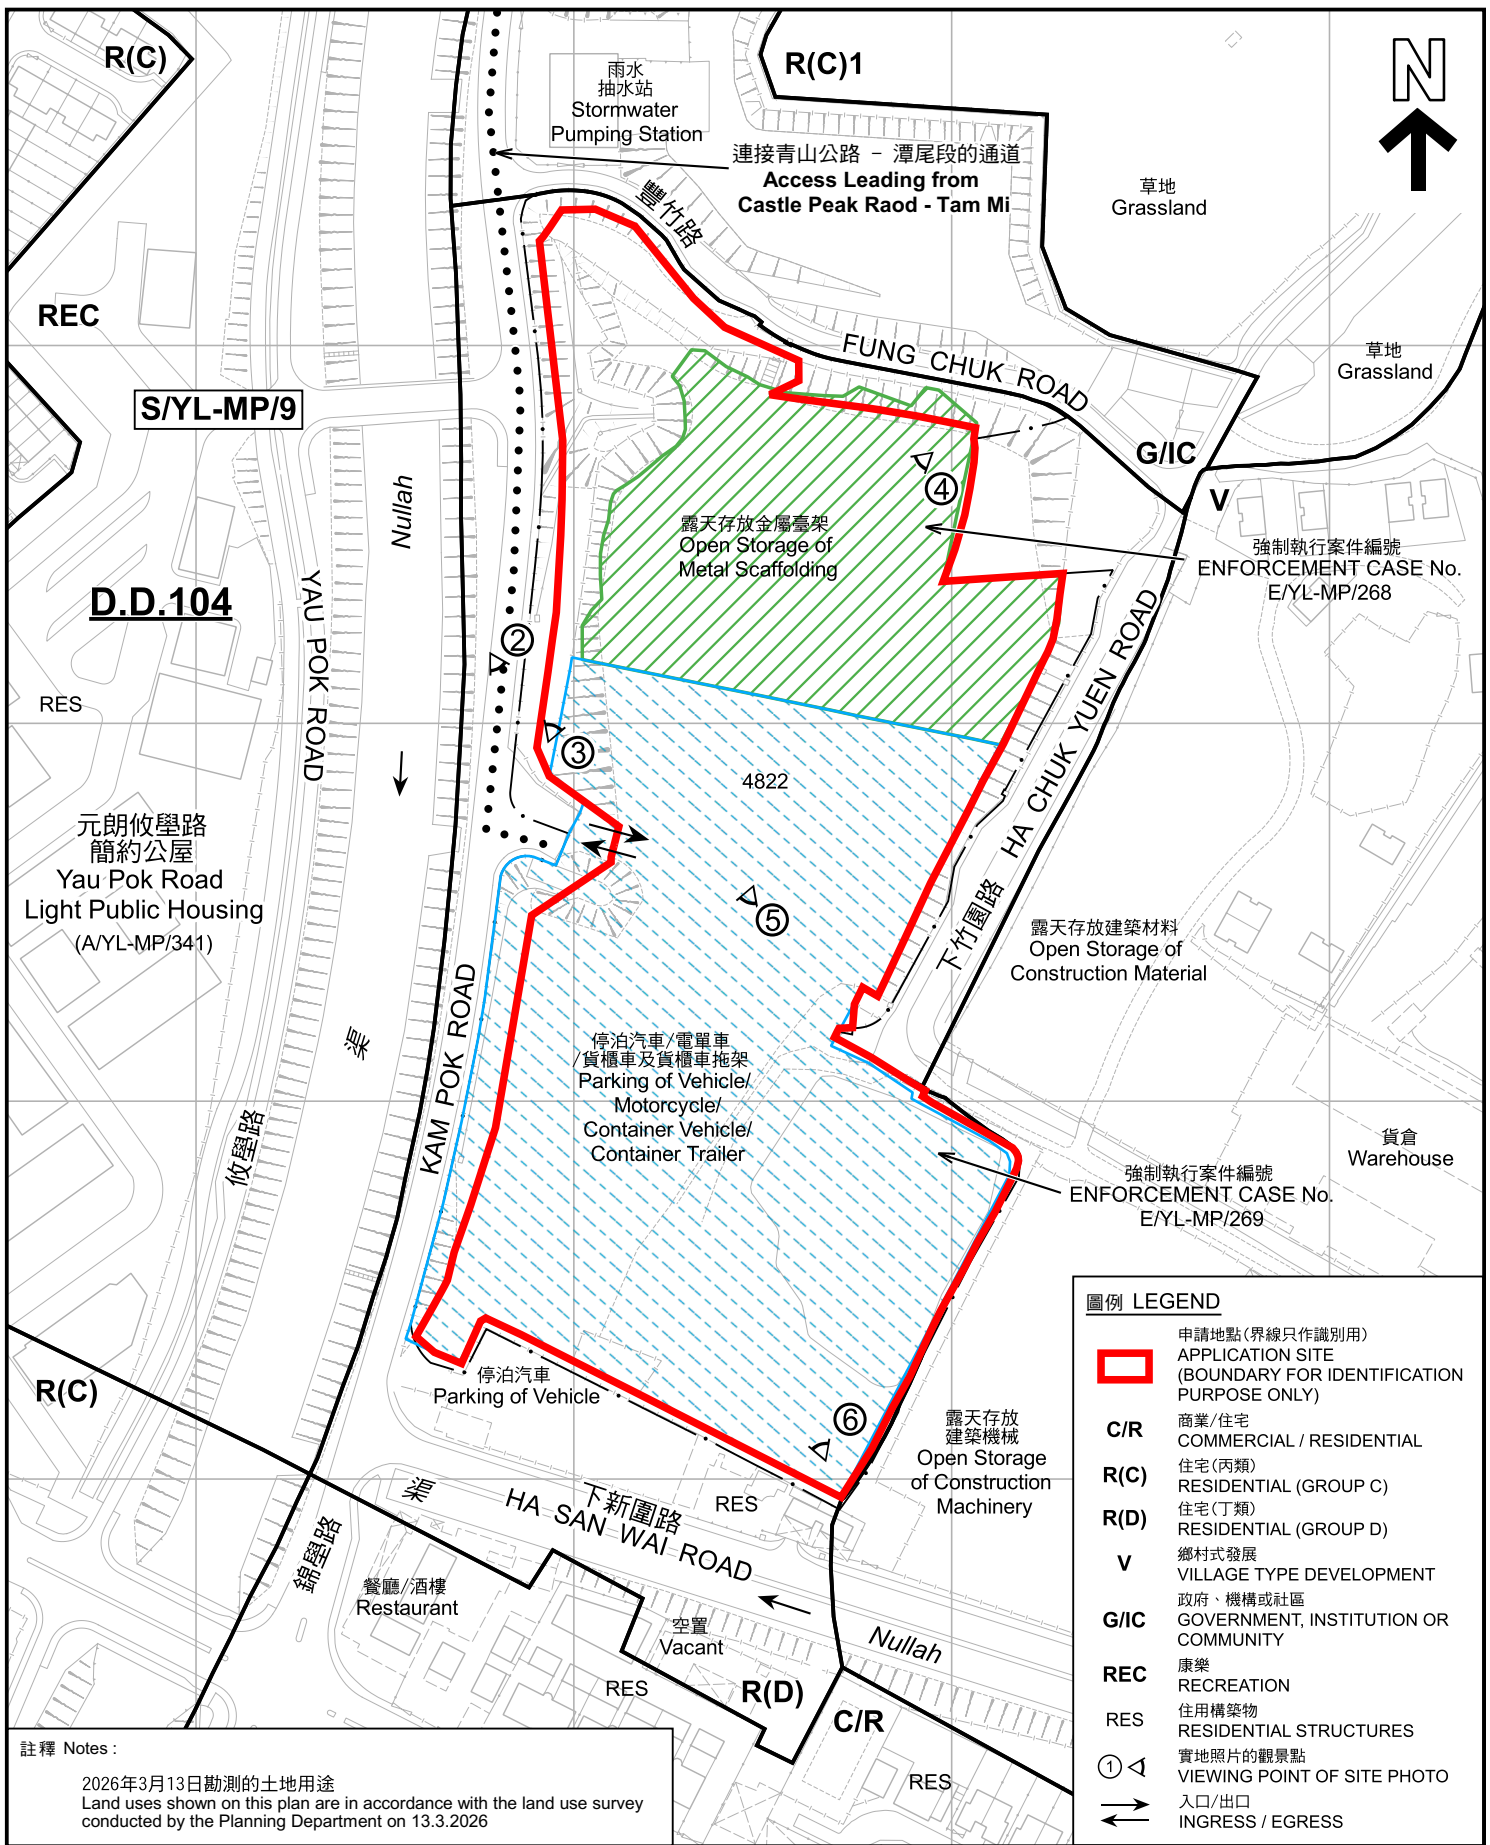 R(C)
雨水
抽水站
Stormwater
Pumping Station
R(C)1
N
連接青山公路 - 潭尾段的通道
Access Leading from
Castle Peak Raod - Tam Mi
草地
Grassland
豐竹路
FUNG CHUK ROAD
REC
草地
Grassland
S/YL-MP/9
Nullah
G/IC
V
④
露天存放金屬臺架
Open Storage of
Metal Scaffolding
強制執行案件編號
ENFORCEMENT CASE No.
E/YL-MP/268
D.D.104
YAU POK ROAD
②
RES
③
4822
HA CHUK YUEN ROAD
下竹園路
元朗攸壆路
簡約公屋
Yau Pok Road
Light Public Housing
(A/YL-MP/341)
⑤
露天存放建築材料
Open Storage of
Construction Material
KAM POK ROAD
渠
停泊汽車/電單車
/貨櫃車及貨櫃車拖架
Parking of Vehicle/
Motorcycle/
Container Vehicle/
Container Trailer
攸壆路
貨倉
Warehouse
強制執行案件編號
ENFORCEMENT CASE No.
E/YL-MP/269
R(C)
停泊汽車
Parking of Vehicle
⑥
露天存放
建築機械
Open Storage
of Construction
Machinery
渠
下新圍路
HA SAN WAI ROAD
RES
錦壆路
餐廳/酒樓
Restaurant
空置
Vacant
Nullah
RES
R(D)
C/R
RES
圖例 LEGEND
申請地點(界線只作識別用)
APPLICATION SITE
(BOUNDARY FOR IDENTIFICATION
PURPOSE ONLY)
C/R 商業/住宅
COMMERCIAL / RESIDENTIAL
R(C) 住宅(丙類)
RESIDENTIAL (GROUP C)
R(D) 住宅(丁類)
RESIDENTIAL (GROUP D)
V 鄉村式發展
VILLAGE TYPE DEVELOPMENT
G/IC 政府、機構或社區
GOVERNMENT, INSTITUTION OR
COMMUNITY
REC 康樂
RECREATION
RES 住用構築物
RESIDENTIAL STRUCTURES
① 實地照片的觀景點
VIEWING POINT OF SITE PHOTO
入口/出口
INGRESS / EGRESS
註釋 Notes :
2026年3月13日勘測的土地用途
Land uses shown on this plan are in accordance with the land use survey
conducted by the Planning Department on 13.3.2026